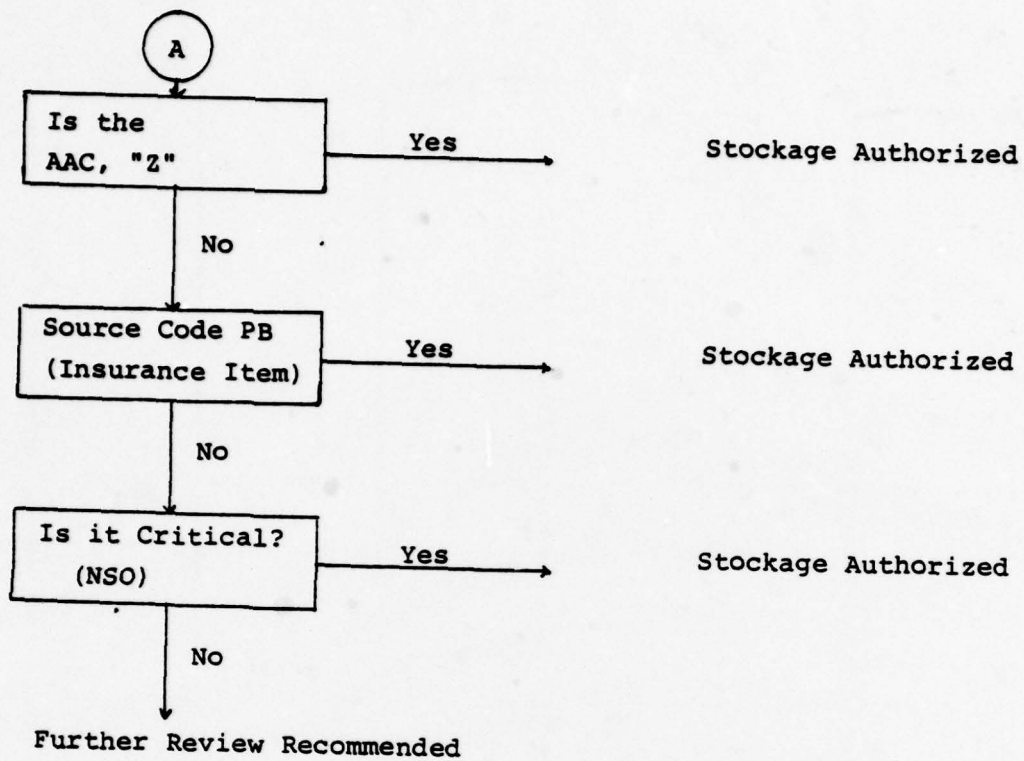 A
Is the
AAC, "Z"
Yes
Stockage Authorized
No
Source Code PB
(Insurance Item)
Yes
Stockage Authorized
No
Is it Critical?
(NSO)
Yes
Stockage Authorized
No
Further Review Recommended